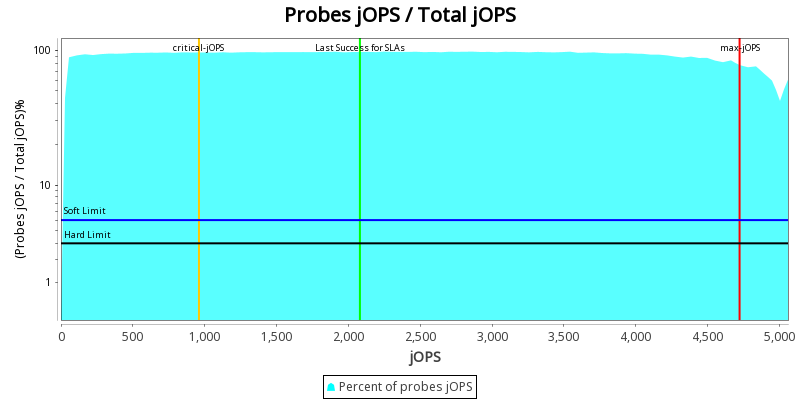 Probes jOPS / Total jOPS
(Probes jOPS / Total jOPS)%
100
10
1
critical-jOPS
Last Success for SLAs
max-jOPS
Soft Limit
Hard Limit
0 500 1,000 1,500 2,000 2,500 3,000 3,500 4,000 4,500 5,000
jOPS
Percent of probes jOPS